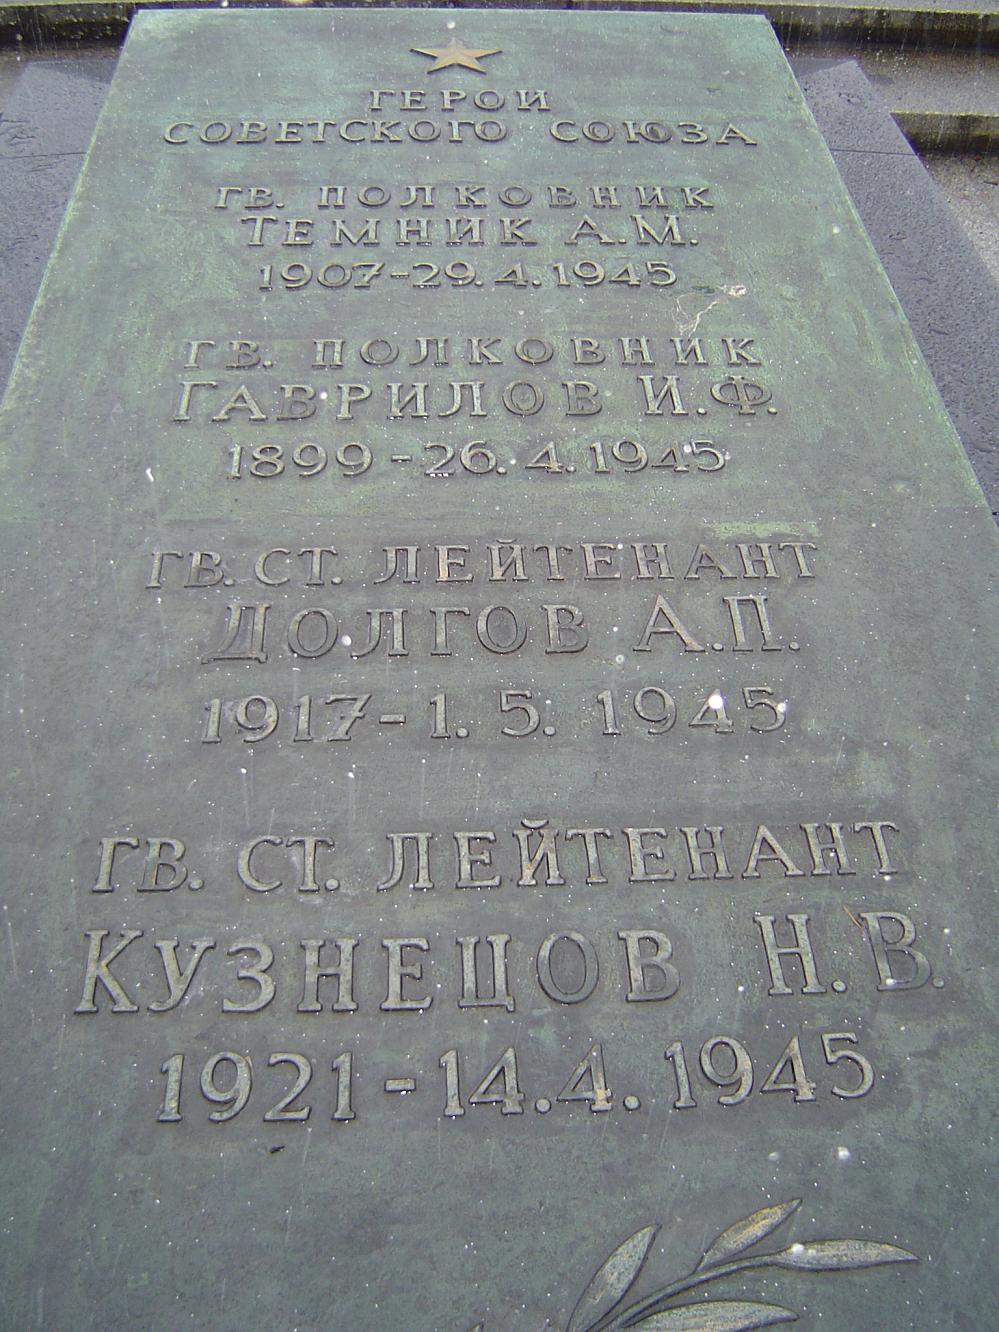 ГЕРОИ
СОВЕТСКОГО СОЮЗА
ГВ. ПОЛКОВНИК
ТЕМНИК А.М.
1907-29.4.1945
ГВ. ПОЛКОВНИК
ГАВРИЛОВ И.Ф.
1899-26.4.1945
ГВ. СТ. ЛЕЙТЕНАНТ
ДОЛГОВ А.П.
1917-1.5.1945
ГВ. СТ. ЛЕЙТЕНАНТ
КУЗНЕЦОВ Н.В.
1921-14.4.1945